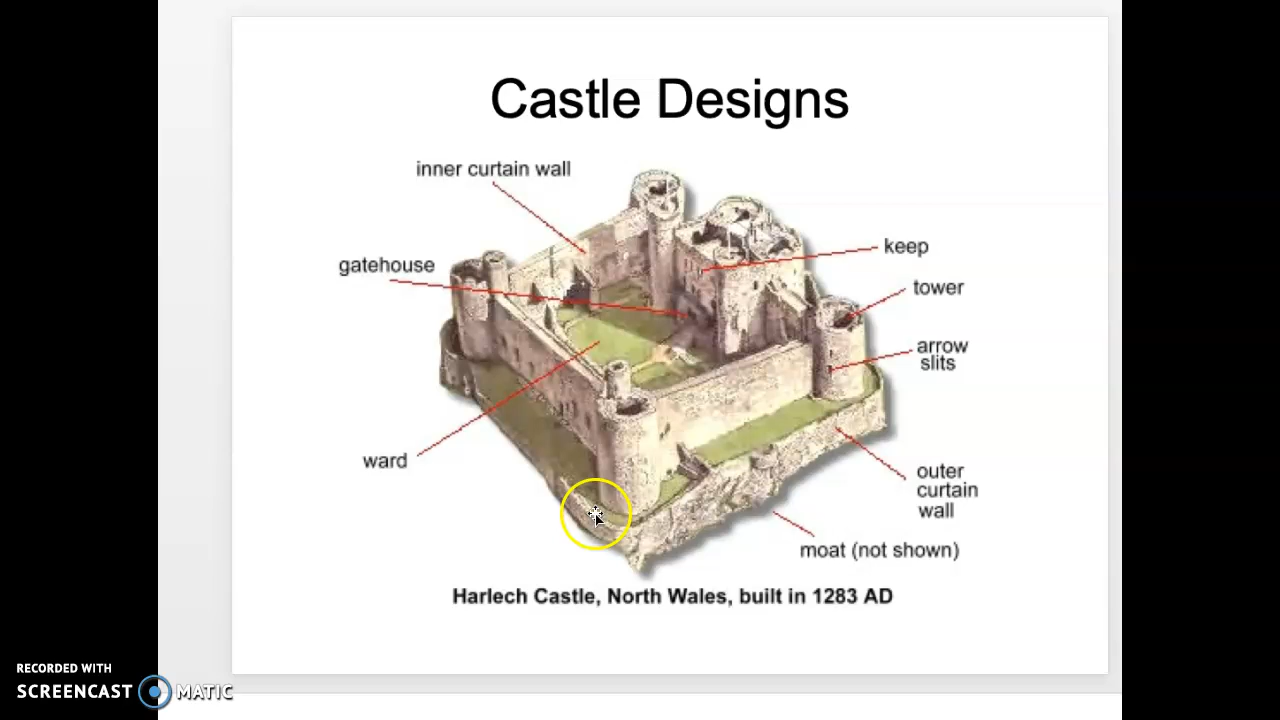 Castle Designs
inner curtain wall
gatehouse
keep
tower
arrow
slits
ward
outer
curtain
wall
moat (not shown)
Harlech Castle, North Wales, built in 1283 AD
RECORDED WITH
SCREENCAST MATIC